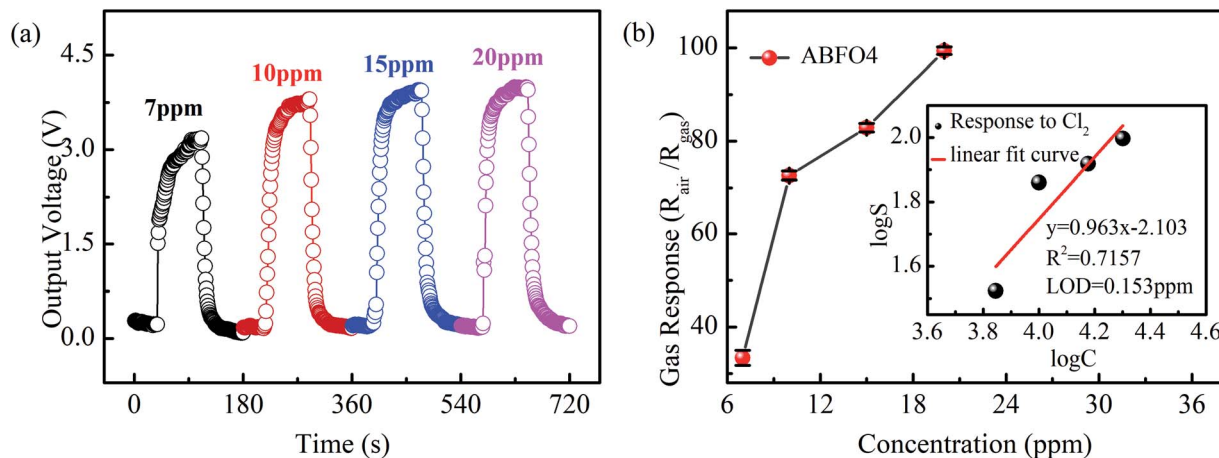 (a)
4.5
3.0
1.5
0.0
Output Voltage (V)
7ppm
10ppm
15ppm
20ppm
0
180
360
540
720
Time (s)
(b)
100
80
60
40
Gas Response (R_air /R_gas)
ABFO4
6
12
18
24
30
36
Concentration (ppm)
2.0
1.8
1.6
logS
Response to Cl₂
linear fit curve
y=0.963x-2.103
R²=0.7157
LOD=0.153ppm
3.6
4.0
4.2
4.4
4.6
logC